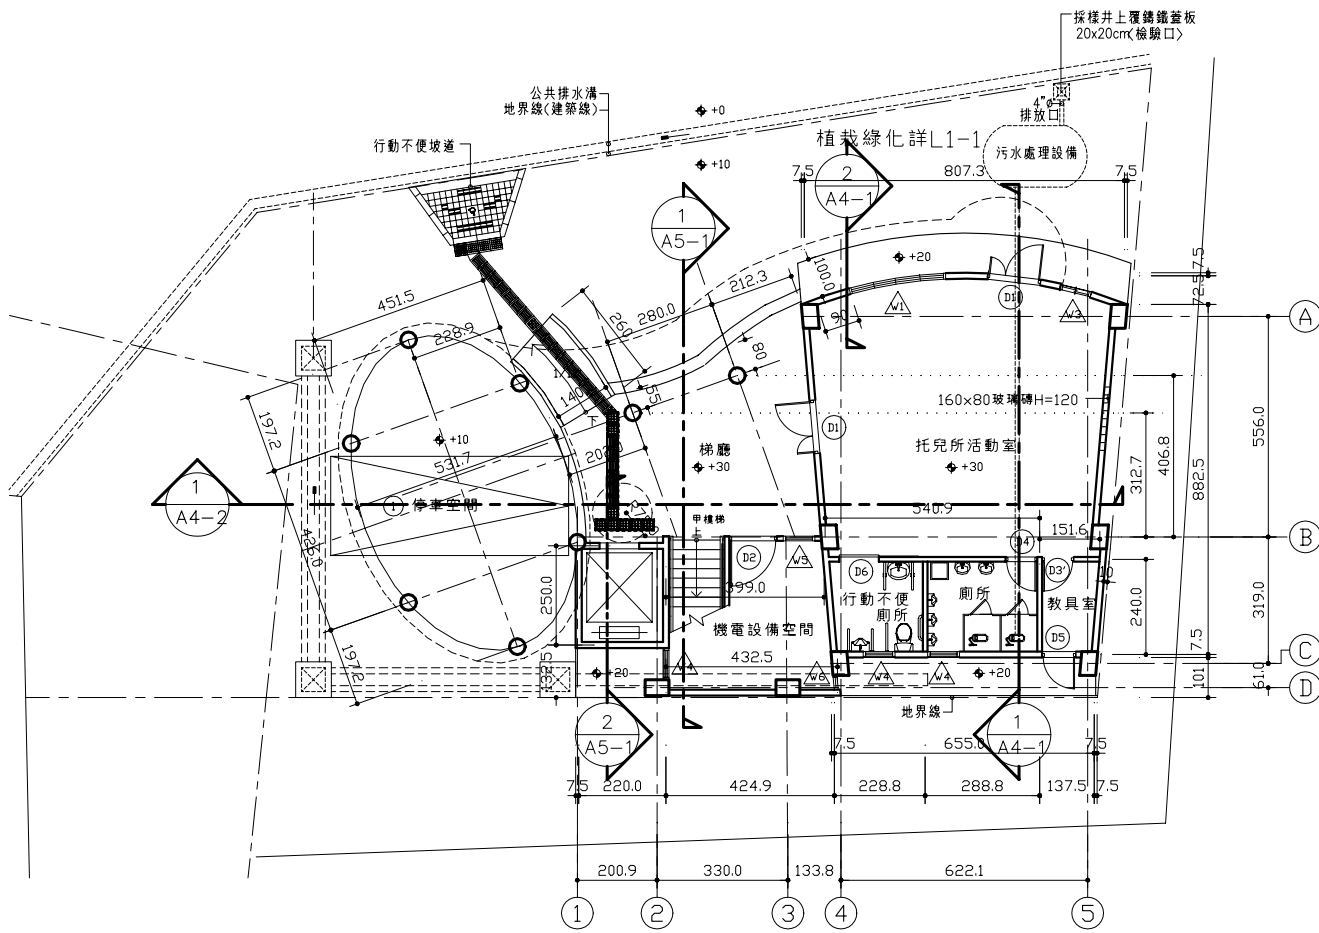 採樣井上覆鑄鐵蓋板
20x20cm(檢驗口)
公共排水溝
地界線(建築線)
+0
4"ø
排放口
行動不便坡道
植栽綠化詳L1-1
污水處理設備
+10
2
A4-1
7.5
807.3
7.5
1
A5-1
+20
7.5
72.5
100.0
212.3
451.5
280.0
260
W1
D1
W3
90
A
228.9
80
55
140
160x80玻璃磚H=120
197.2
下
D1
+10
梯廳
托兒所活動室
531.7
202.0
+30
+30
312.7
406.8
882.5
556.0
1
A4-2
1
停車空間
甲樓梯
上
540.9
151.6
426.0
D4
B
D2
W5
D6
D3'
10
250.0
399.0
行動不便
廁所
廁所
教具室
240.0
319.0
機電設備空間
D5
197.2
32.5
432.5
7.5
C
+20
W4
W6
W4
W4
+20
101
61.0
D
地界線
2
A5-1
1
A4-1
7.5
655.0
7.5
7.5
220.0
424.9
228.8
288.8
137.5
7.5
200.9
330.0
133.8
622.1
1
2
3
4
5